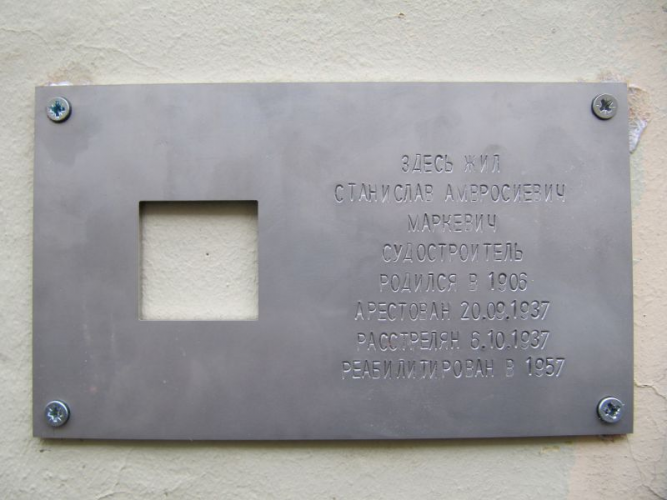 ЗДЕСЬ ЖИЛ
СТАНИСЛАВ АМВРОСИЕВИЧ
МАРКЕВИЧ
СУДОСТРОИТЕЛЬ
РОДИЛСЯ В 1906
АРЕСТОВАН 20.09.1937
РАССТРЕЛЯН 6.10.1937
РЕАБИЛИТИРОВАН В 1957